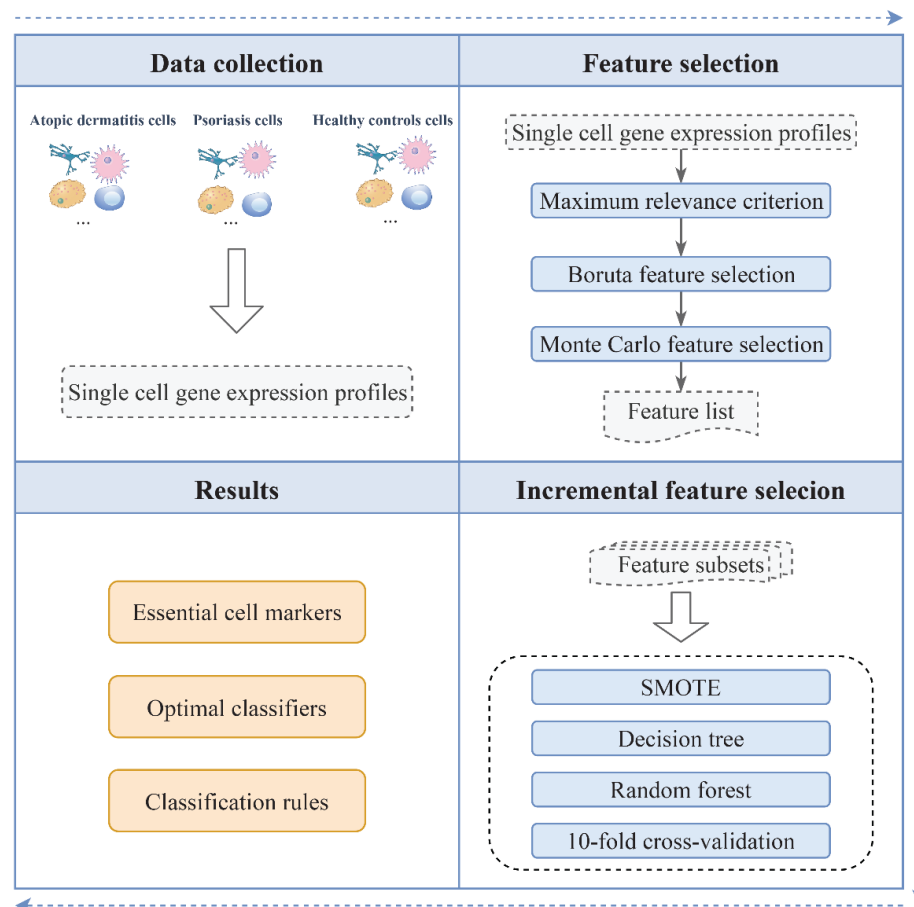 Data collection
Atopic dermatitis cells
Psoriasis cells
Healthy controls cells
...
...
...
Single cell gene expression profiles
Feature selection
Single cell gene expression profiles
Maximum relevance criterion
Boruta feature selection
Monte Carlo feature selection
Feature list
Results
Essential cell markers
Optimal classifiers
Classification rules
Incremental feature selecion
Feature subsets
SMOTE
Decision tree
Random forest
10-fold cross-validation